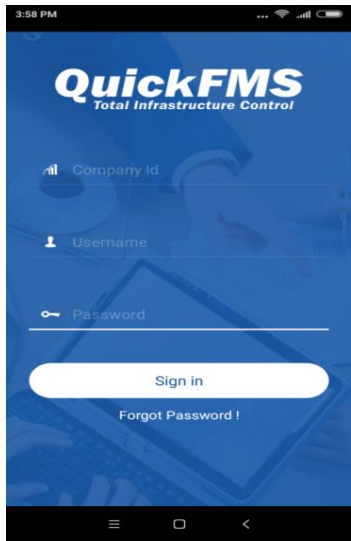 3:58 PM
QuickFMS
Total Infrastructure Control
Company Id
Username
Password
Sign in
Forgot Password !